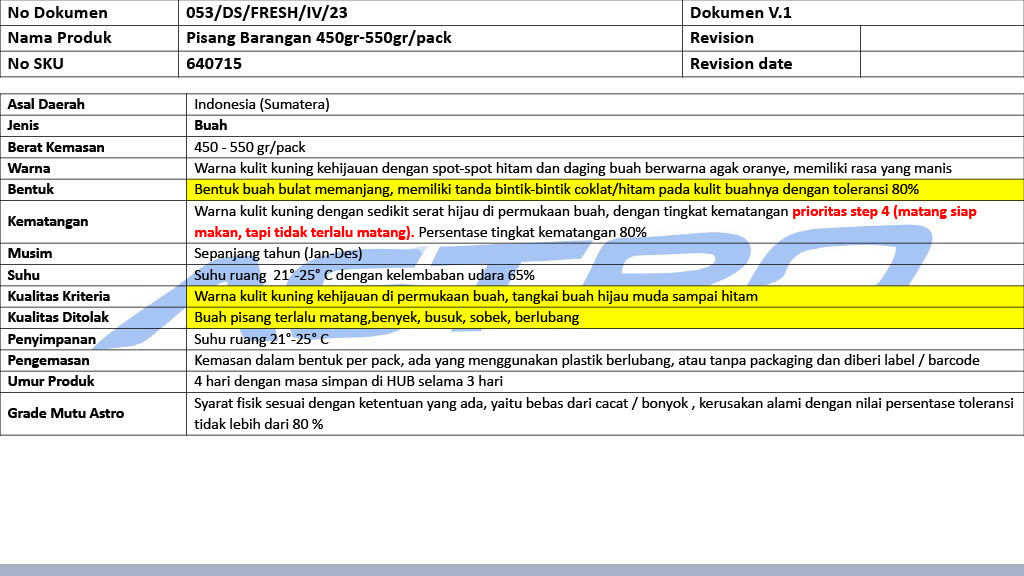 No Dokumen 053/DS/FRESH/IV/23 Dokumen V.1
Nama Produk Pisang Barangan 450gr-550gr/pack Revision
No SKU 640715 Revision date
Asal Daerah Indonesia (Sumatera)
Jenis Buah
Berat Kemasan 450 - 550 gr/pack
Warna Warna kulit kuning kehijauan dengan spot-spot hitam dan daging buah berwarna agak oranye, memiliki rasa yang manis
Bentuk Bentuk buah bulat memanjang, memiliki tanda bintik-bintik coklat/hitam pada kulit buahnya dengan toleransi 80%
Kematangan Warna kulit kuning dengan sedikit serat hijau di permukaan buah, dengan tingkat kematangan prioritas step 4 (matang siap
makan, tapi tidak terlalu matang). Persentase tingkat kematangan 80%
Musim Sepanjang tahun (Jan-Des)
Suhu Suhu ruang 21°-25° C dengan kelembaban udara 65%
Kualitas Kriteria Warna kulit kuning kehijauan di permukaan buah, tangkai buah hijau muda sampai hitam
Kualitas Ditolak Buah pisang terlalu matang,benyek, busuk, sobek, berlubang
Penyimpanan Suhu ruang 21°-25° C
Pengemasan Kemasan dalam bentuk per pack, ada yang menggunakan plastik berlubang, atau tanpa packaging dan diberi label / barcode
Umur Produk 4 hari dengan masa simpan di HUB selama 3 hari
Grade Mutu Astro Syarat fisik sesuai dengan ketentuan yang ada, yaitu bebas dari cacat / bonyok , kerusakan alami dengan nilai persentase toleransi
tidak lebih dari 80 %
ASTRO